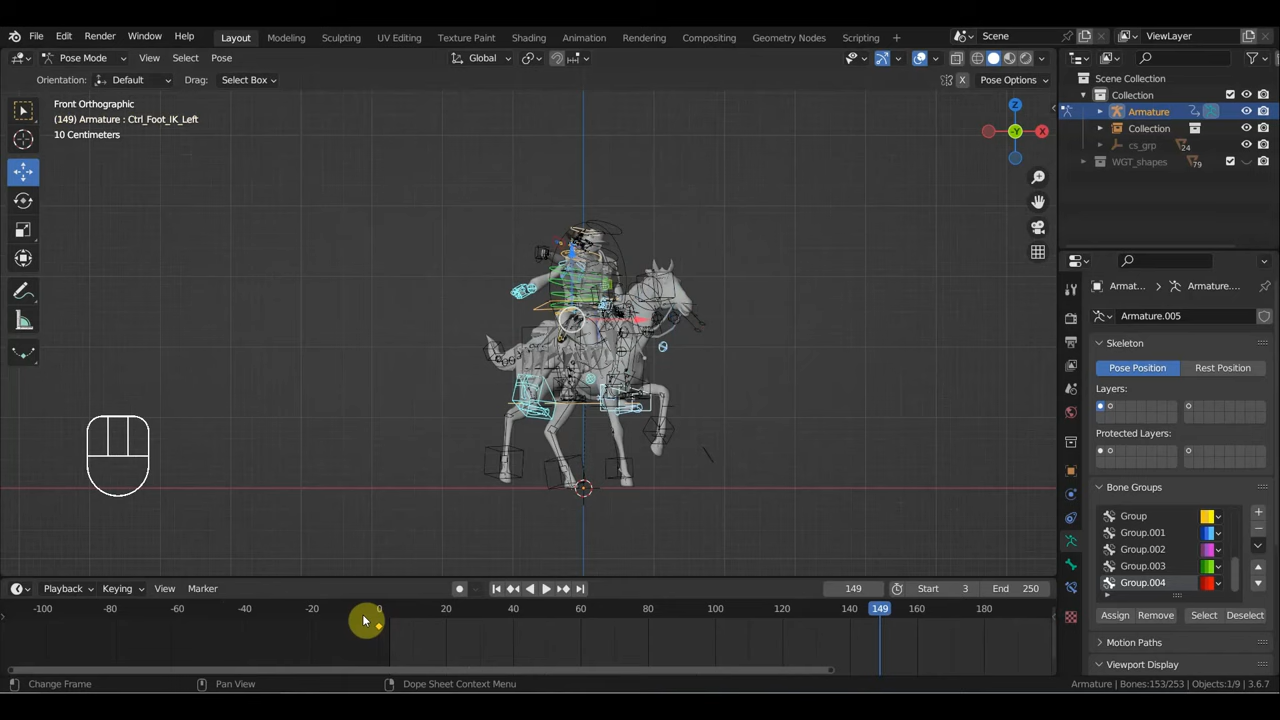 File Edit Render Window Help Layout Modeling Sculpting UV Editing Texture Paint Shading Animation Rendering Compositing Geometry Nodes Scripting Scene ViewLayer
Pose Mode View Select Pose Global
Orientation: Default Drag: Select Box X Pose Options
Front Orthographic
(149) Armature : Ctrl_Foot_IK_Left
10 Centimeters
Z
X
-Y
Scene Collection
Collection
Armature
Collection
cs_grp 24
WGT_shapes 79
Armat... Armature....
Armature.005
Skeleton
Pose Position Rest Position
Layers:
Protected Layers:
Bone Groups
Group
Group.001
Group.002
Group.003
Group.004
Assign Remove Select Deselect
Motion Paths
Viewport Display
Playback Keying View Marker 149 Start 3 End 250
-100 -80 -60 -40 -20 0 20 40 60 80 100 120 140 149 160 180
Change Frame Pan View Dope Sheet Context Menu Armature | Bones:153/253 | Objects:1/9 | 3.6.7